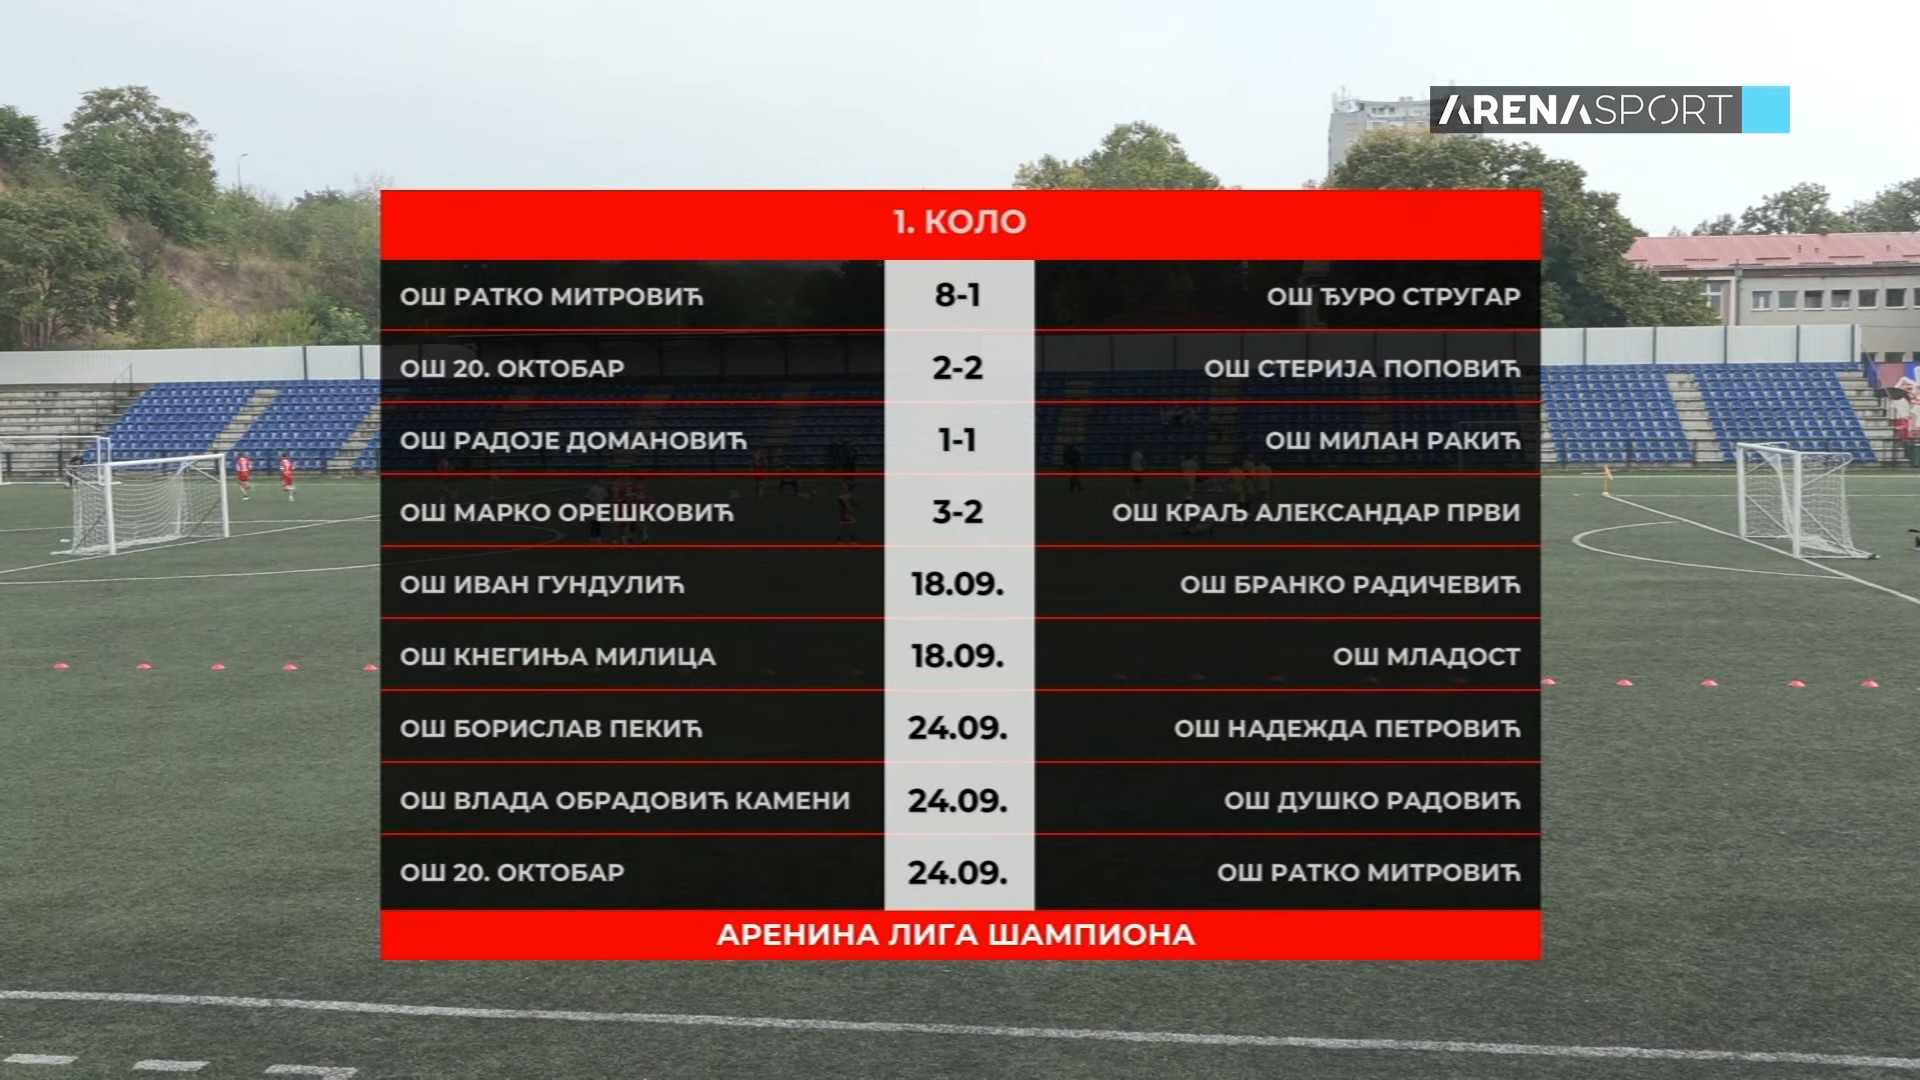 ARENASPORT
1. КОЛО
ОШ РАТКО МИТРОВИЋ 8-1 ОШ ЂУРО СТРУГАР
ОШ 20. ОКТОБАР 2-2 ОШ СТЕРИЈА ПОПОВИЋ
ОШ РАДОЈЕ ДОМАНОВИЋ 1-1 ОШ МИЛАН РАКИЋ
ОШ МАРКО ОРЕШКОВИЋ 3-2 ОШ КРАЉ АЛЕКСАНДАР ПРВИ
ОШ ИВАН ГУНДУЛИЋ 18.09. ОШ БРАНКО РАДИЧЕВИЋ
ОШ КНЕГИЊА МИЛИЦА 18.09. ОШ МЛАДОСТ
ОШ БОРИСЛАВ ПЕКИЋ 24.09. ОШ НАДЕЖДА ПЕТРОВИЋ
ОШ ВЛАДА ОБРАДОВИЋ КАМЕНИ 24.09. ОШ ДУШКО РАДОВИЋ
ОШ 20. ОКТОБАР 24.09. ОШ РАТКО МИТРОВИЋ
АРЕНИНА ЛИГА ШАМПИОНА